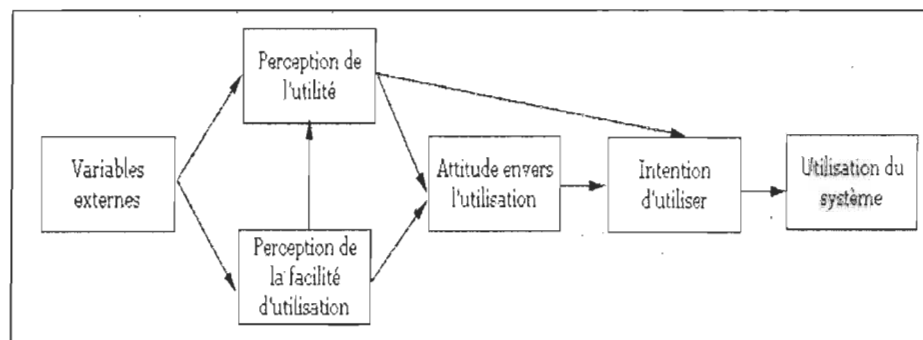 Perception de
l'utilité
Variables
externes
Perception de
la facilité
d'utilisation
Attitude envers
l'utilisation
Intention
d'utiliser
Utilisation du
système